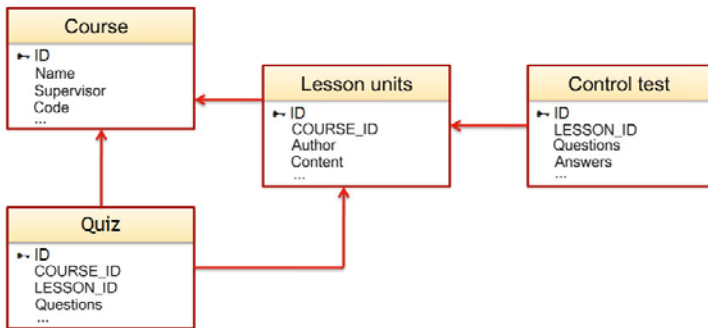 Course
ID
Name
Supervisor
Code
...
Lesson units
ID
COURSE_ID
Author
Content
...
Control test
ID
LESSON_ID
Questions
Answers
...
Quiz
ID
COURSE_ID
LESSON_ID
Questions
...